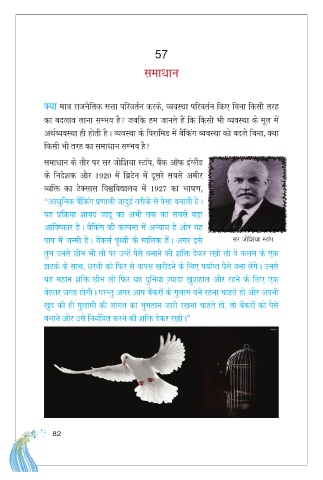 57
समाधान
क्या मात्र राजनैतिक सत्ता परिवर्तन करके, व्यवस्था परिवर्तन किए बिना किसी तरह
का बदलाव लाना सम्भव है? जबकि हम जानते हैं कि किसी भी व्यवस्था के मूल में
अर्थव्यवस्था ही होती है। व्यवस्था के पिरामिड में बैंकिंग व्यवस्था को बदले बिना, क्या
किसी भी तरह का समाधान सम्भव है?
समाधान के तौर पर सर जोशिया स्टांप, बैंक ऑफ इंग्लैंड
के निदेशक और 1920 में ब्रिटेन में दूसरे सबसे अमीर
व्यक्ति का टेक्सास विश्वविद्यालय में 1927 का भाषण,
"आधुनिक बैंकिंग प्रणाली जादुई तरीके से पैसा बनाती है।
यह प्रक्रिया शायद जादू का अभी तक का सबसे बड़ा
आविष्कार है। बैंकिंग की कल्पना में अन्याय है और यह
पाप में जन्मी है। बैंकर्स पृथ्वी के मालिक हैं। अगर इसे
सर जोशिया स्टांप
तुम उनसे छीन भी लो पर उन्हें पैसे बनाने की शक्ति देकर रखो तो वे कलम के एक
झटके के साथ, धरती को फिर से वापस खरीदने के लिए पर्याप्त पैसे बना लेंगे। उनसे
यह महान शक्ति छीन लो फिर यह दुनिया ज्यादा खुशहाल और रहने के लिए एक
बेहतर जगह होगी। परन्तु अगर आप बैंकरों के गुलाम बने रहना चाहते हो और अपनी
खुद की ही गुलामी की लागत का भुगतान जारी रखना चाहते हो, तो बैंकरों को पैसे
बनाने और उसे नियंत्रित करने की शक्ति देकर रखो।"
82